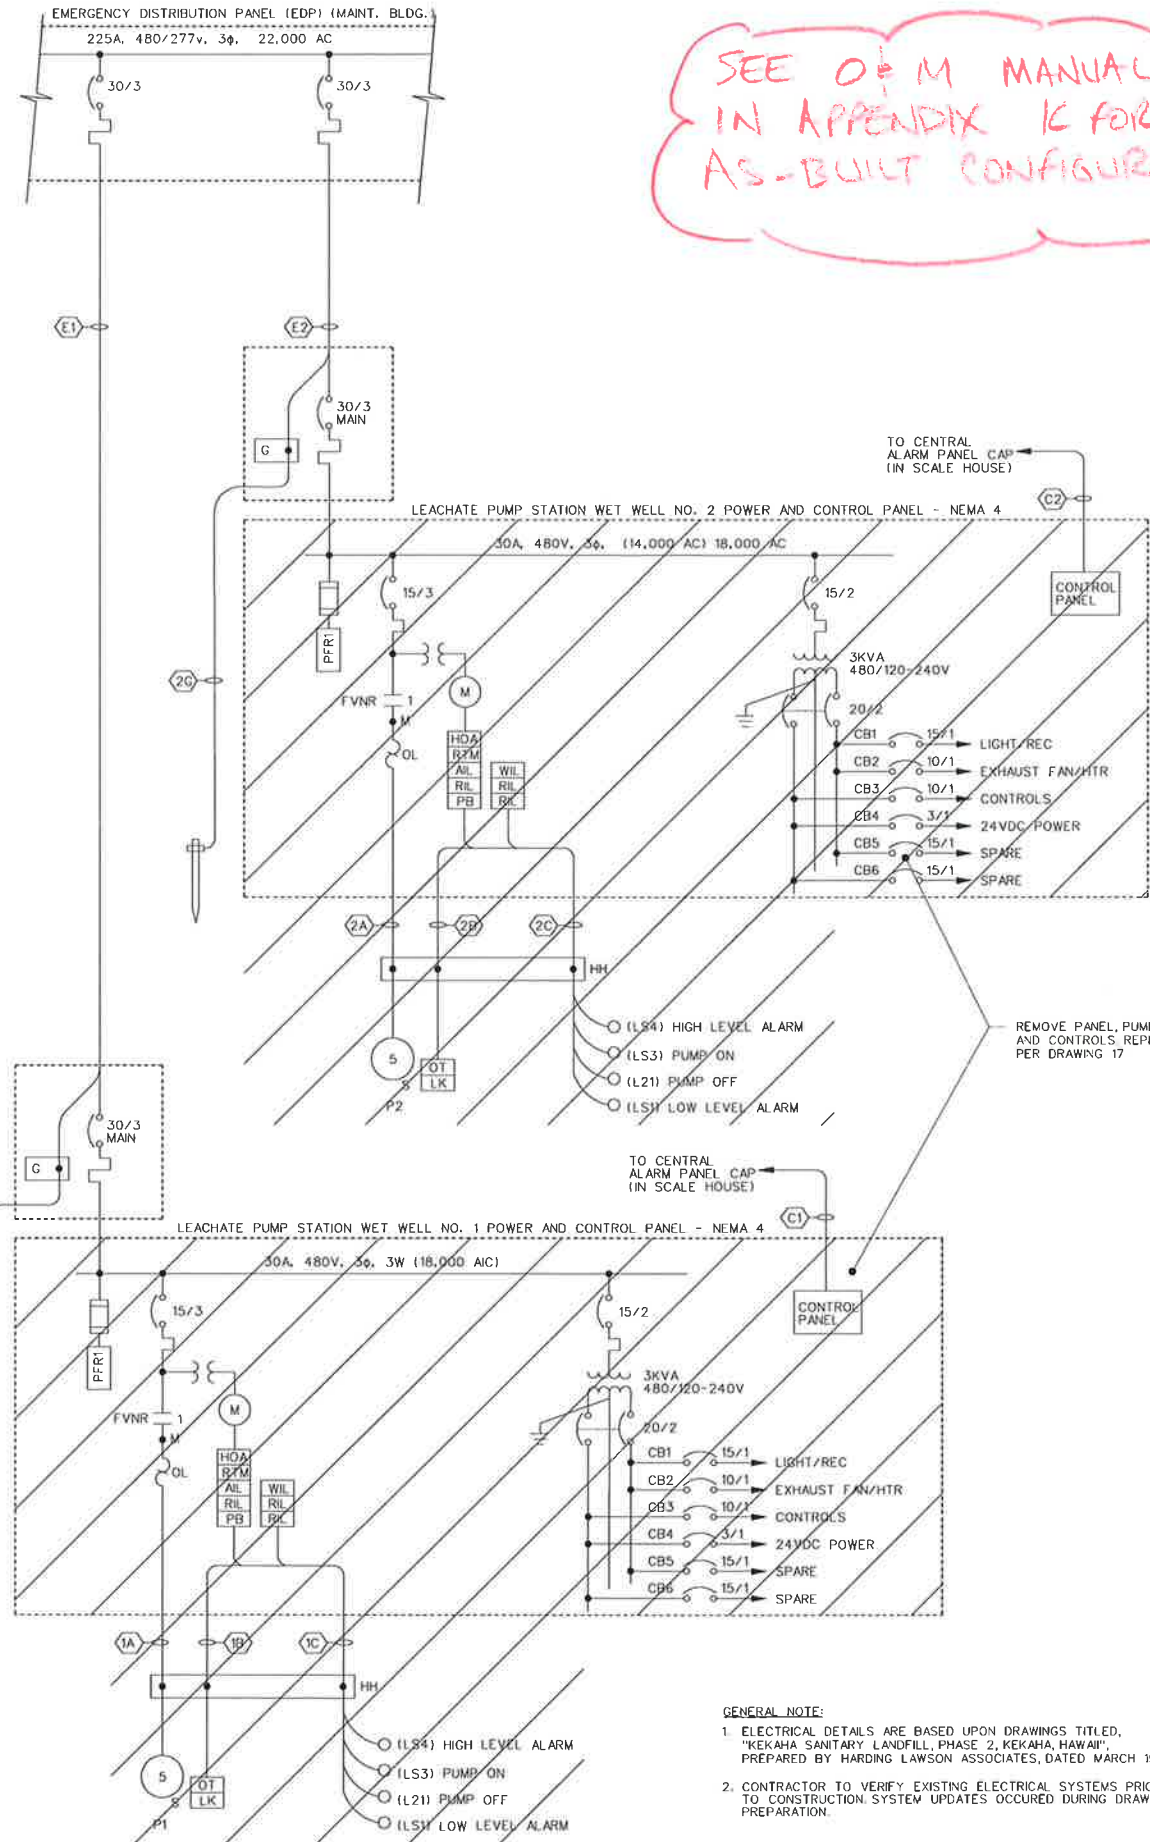 EMERGENCY DISTRIBUTION PANEL (EDP) (MAINT. BLDG.
225A, 480/277v, 3φ, 22,000 AC
30/3
30/3
SEE O & M MANUAL
IN APPENDIX K FOR
AS-BUILT CONFIGUR
E1
E2
30/3
MAIN
G
TO CENTRAL
ALARM PANEL CAP
(IN SCALE HOUSE)
C2
LEACHATE PUMP STATION WET WELL NO. 2 POWER AND CONTROL PANEL - NEMA 4
30A, 480V, 3φ, (14,000 AC) 18,000 AC
15/3
15/2
CONTROL
PANEL
PFR1
3KVA
480/120-240V
2G
M
FVNR
1
M
20/2
OL
HOA
RTM
AIL
RIL
PB
WIL
RIL
RIL
CB1 15/1 LIGHT/REC
CB2 10/1 EXHAUST FAN/HTR
CB3 10/1 CONTROLS
CB4 3/1 24VDC POWER
CB5 15/1 SPARE
CB6 15/1 SPARE
2A
2B
2C
HH
(LS4) HIGH LEVEL ALARM
(LS3) PUMP ON
(L21) PUMP OFF
(LS1) LOW LEVEL ALARM
5
S
P2
OT
LK
REMOVE PANEL, PUMP
AND CONTROLS REPL
PER DRAWING 17
30/3
MAIN
G
TO CENTRAL
ALARM PANEL CAP
(IN SCALE HOUSE)
C1
LEACHATE PUMP STATION WET WELL NO. 1 POWER AND CONTROL PANEL - NEMA 4
30A, 480V, 3φ, 3W (18,000 AIC)
15/3
15/2
CONTROL
PANEL
PFR1
3KVA
480/120-240V
M
FVNR
1
M
20/2
OL
HOA
RTM
AIL
RIL
PB
WIL
RIL
RIL
CB1 15/1 LIGHT/REC
CB2 10/1 EXHAUST FAN/HTR
CB3 10/1 CONTROLS
CB4 3/1 24VDC POWER
CB5 15/1 SPARE
CB6 15/1 SPARE
1A
1B
1C
HH
(LS4) HIGH LEVEL ALARM
(LS3) PUMP ON
(L21) PUMP OFF
(LS1) LOW LEVEL ALARM
5
S
P1
OT
LK
GENERAL NOTE:
1. ELECTRICAL DETAILS ARE BASED UPON DRAWINGS TITLED,
"KEKAHA SANITARY LANDFILL, PHASE 2, KEKAHA, HAWAII",
PREPARED BY HARDING LAWSON ASSOCIATES, DATED MARCH 19
2. CONTRACTOR TO VERIFY EXISTING ELECTRICAL SYSTEMS PRIO
TO CONSTRUCTION. SYSTEM UPDATES OCCURED DURING DRAW
PREPARATION.